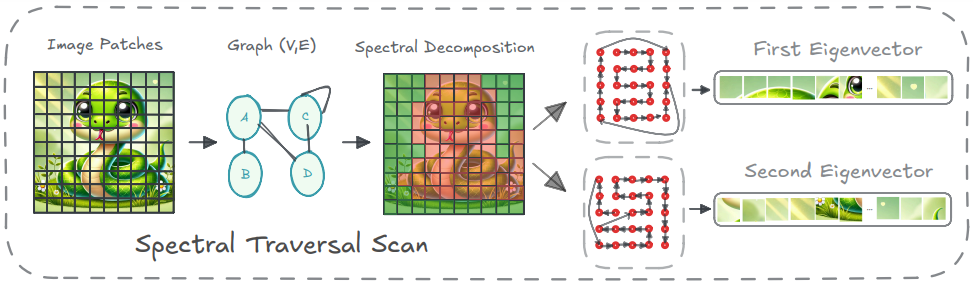 Image Patches
Graph (V,E)
Spectral Decomposition
First Eigenvector
A
C
B
D
...
Second Eigenvector
...
Spectral Traversal Scan